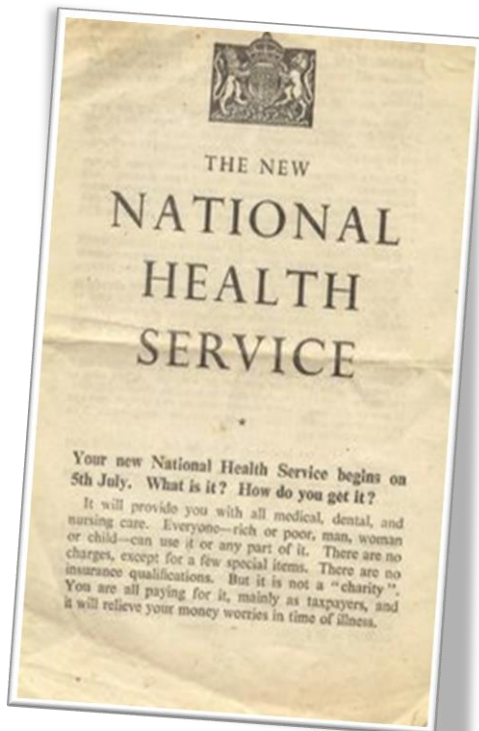 THE NEW
NATIONAL
HEALTH
SERVICE
Your new National Health Service begins on
5th July. What is it? How do you get it?
It will provide you with all medical, dental, and
nursing care. Everyone—rich or poor, man, woman
or child—can use it or any part of it. There are no
charges, except for a few special items. There are no
insurance qualifications. But it is not a "charity".
You are all paying for it, mainly as taxpayers, and
it will relieve your money worries in time of illness.